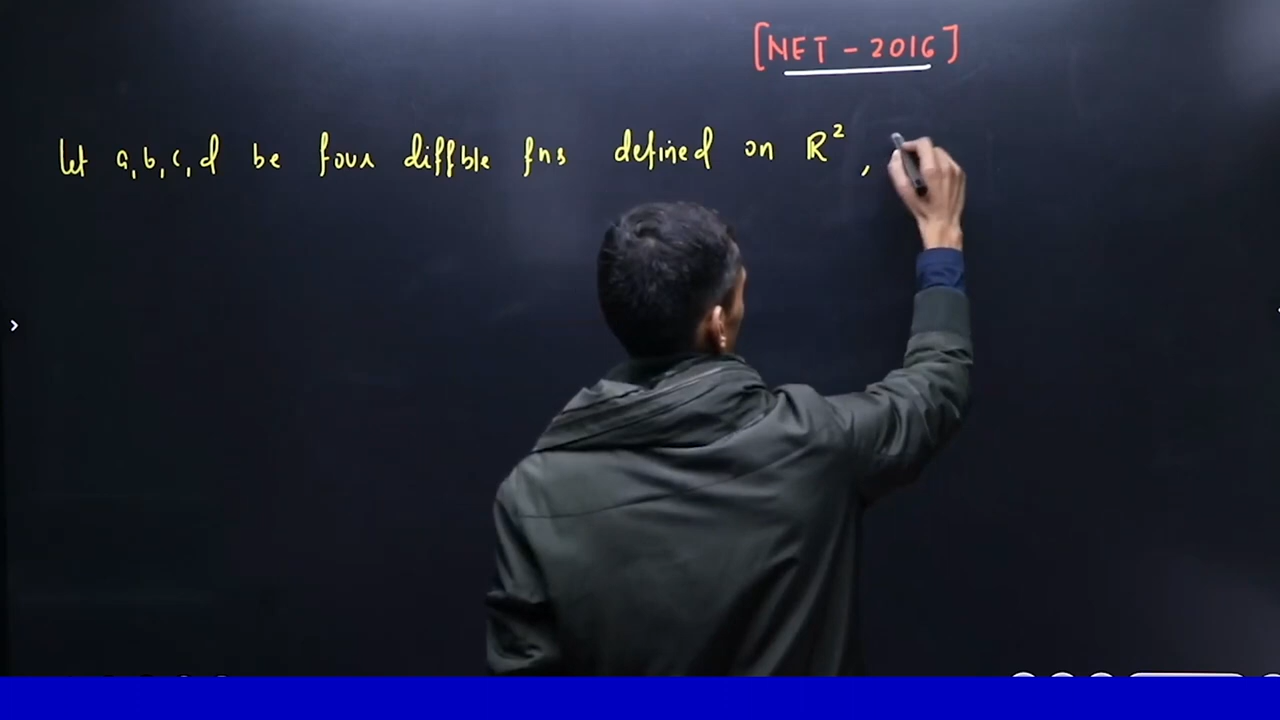 [NET - 2016]
Let a, b, c, d be four diffble fns defined on ℝ²,